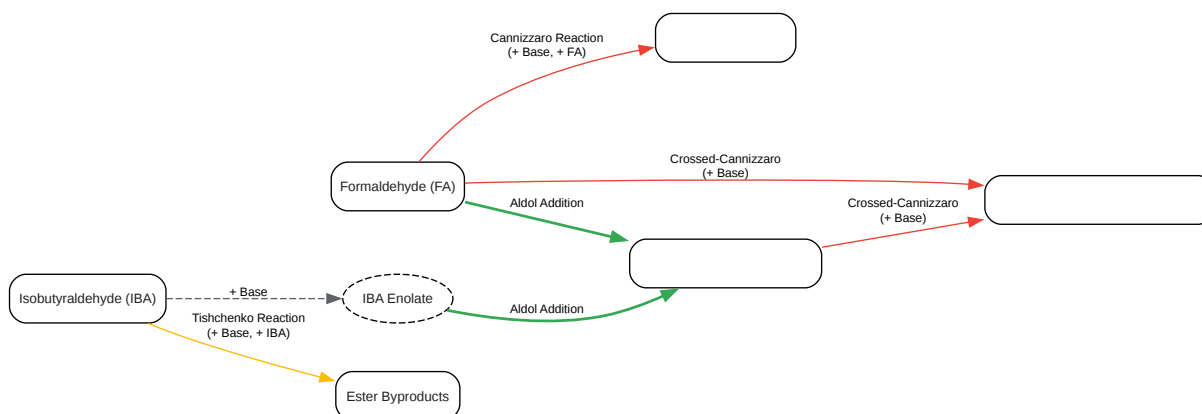 Cannizzaro Reaction
(+ Base, + FA)
Crossed-Cannizzaro
(+ Base)
Formaldehyde (FA)
Aldol Addition
Crossed-Cannizzaro
(+ Base)
Isobutyraldehyde (IBA)
+ Base
IBA Enolate
Aldol Addition
Tishchenko Reaction
(+ Base, + IBA)
Ester Byproducts